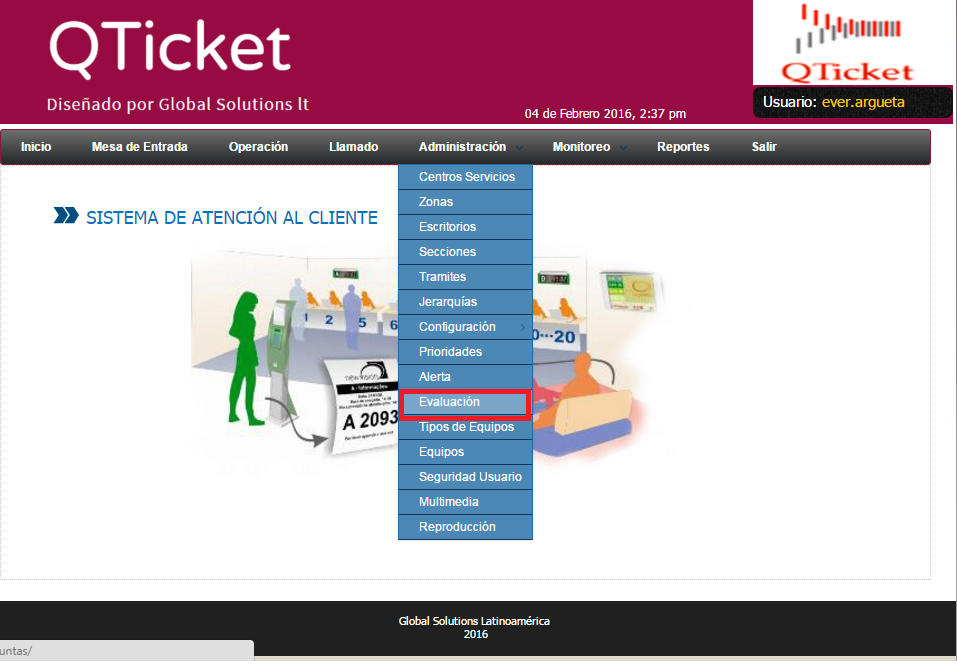 QTicket
Diseñado por Global Solutions lt
04 de Febrero 2016, 2:37 pm
QTicket
Usuario: ever.argueta
Inicio
Mesa de Entrada
Operación
Llamado
Administración
Monitoreo
Reportes
Salir
Centros Servicios
Zonas
Escritorios
Secciones
Tramites
Jerarquías
Configuración
Prioridades
Alerta
Evaluación
Tipos de Equipos
Equipos
Seguridad Usuario
Multimedia
Reproducción
SISTEMA DE ATENCIÓN AL CLIENTE
1 2 5 6
0···20
A - Informações
A 2093
Global Solutions Latinoamérica
2016
untas/